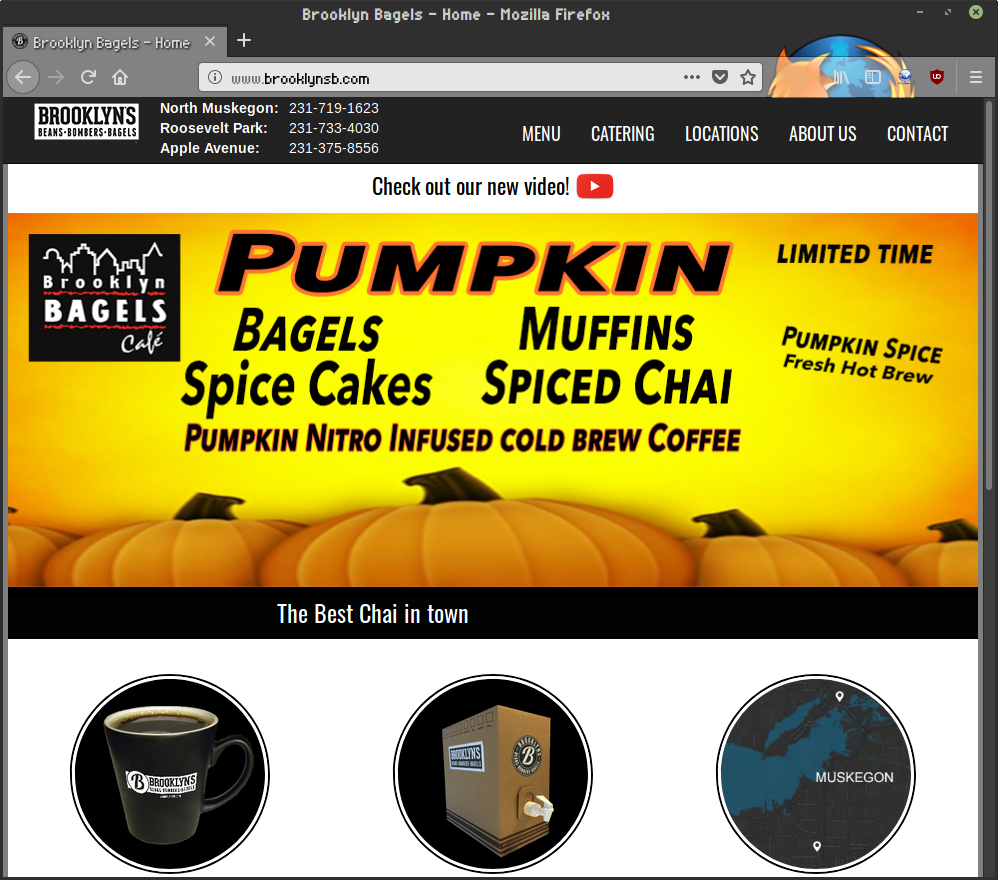 Brooklyn Bagels - Home - Mozilla Firefox
Brooklyn Bagels - Home
www.brooklynsb.com
BROOKLYNS
BEANS•BOMBERS•BAGELS
North Muskegon: 231-719-1623
Roosevelt Park: 231-733-4030
Apple Avenue: 231-375-8556
MENU CATERING LOCATIONS ABOUT US CONTACT
Check out our new video!
Brooklyn
BAGELS
Café
PUMPKIN
BAGELS MUFFINS
Spice Cakes SPICED CHAI
PUMPKIN NITRO INFUSED COLD BREW COFFEE
LIMITED TIME
PUMPKIN SPICE
Fresh Hot Brew
The Best Chai in town
B BROOKLYNS
BEANS•BOMBERS•BAGELS
BROOKLYNS
BEANS•BOMBERS•BAGELS
BROOKLYNS
B
MUSKEGON